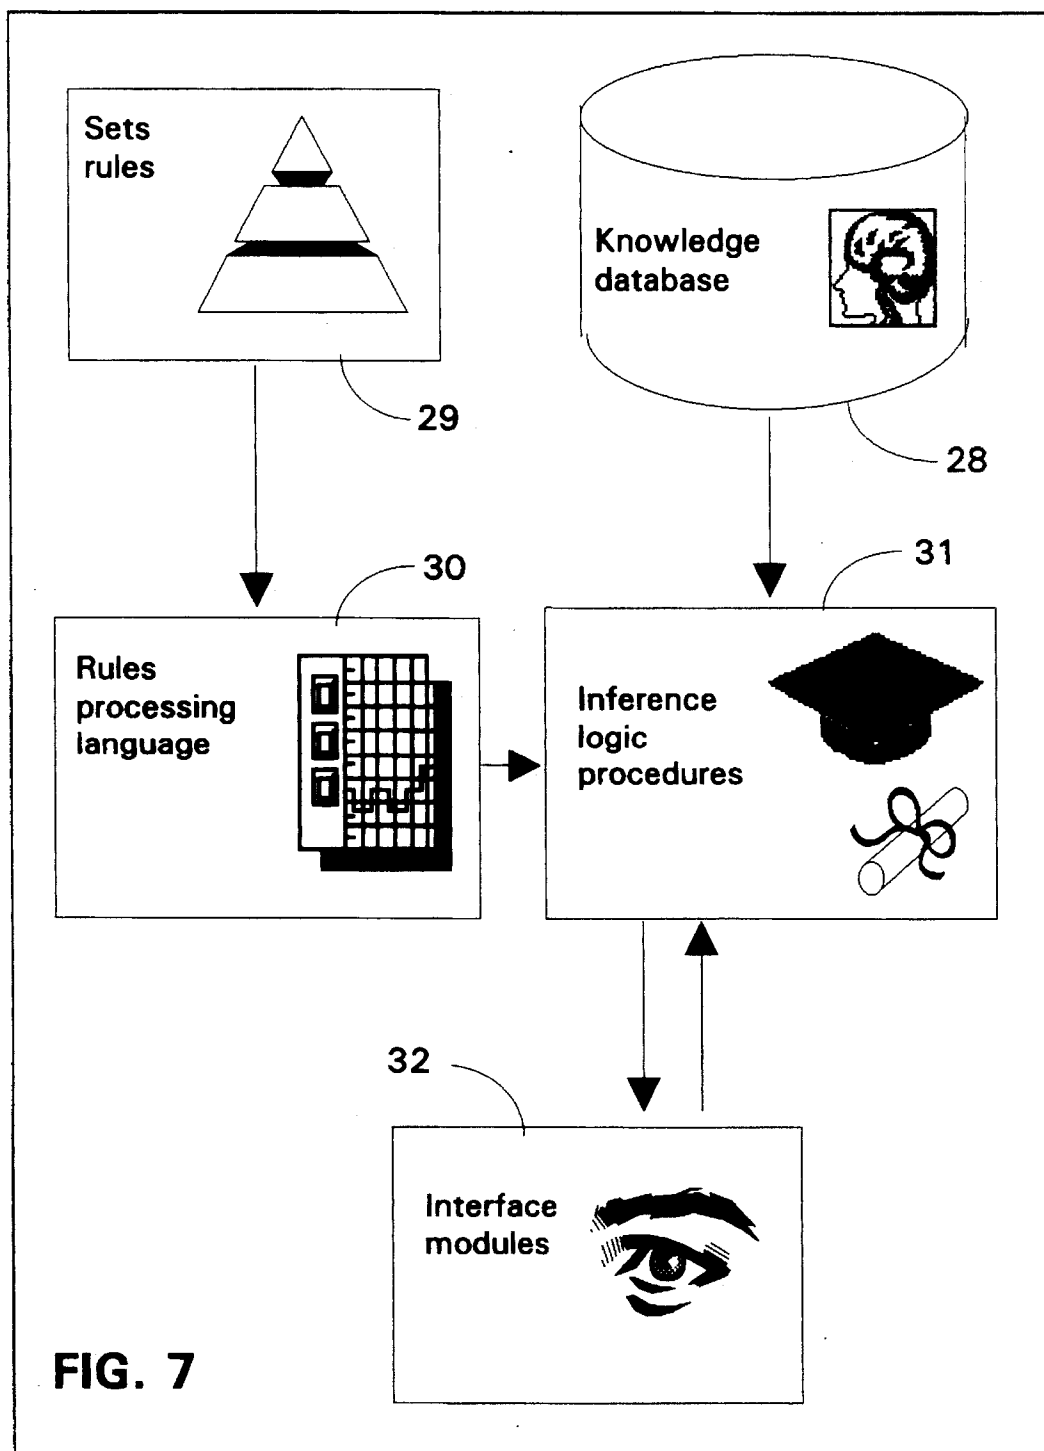 Sets
rules
29
Knowledge
database
28
30
Rules
processing
language
31
Inference
logic
procedures
32
Interface
modules
FIG. 7